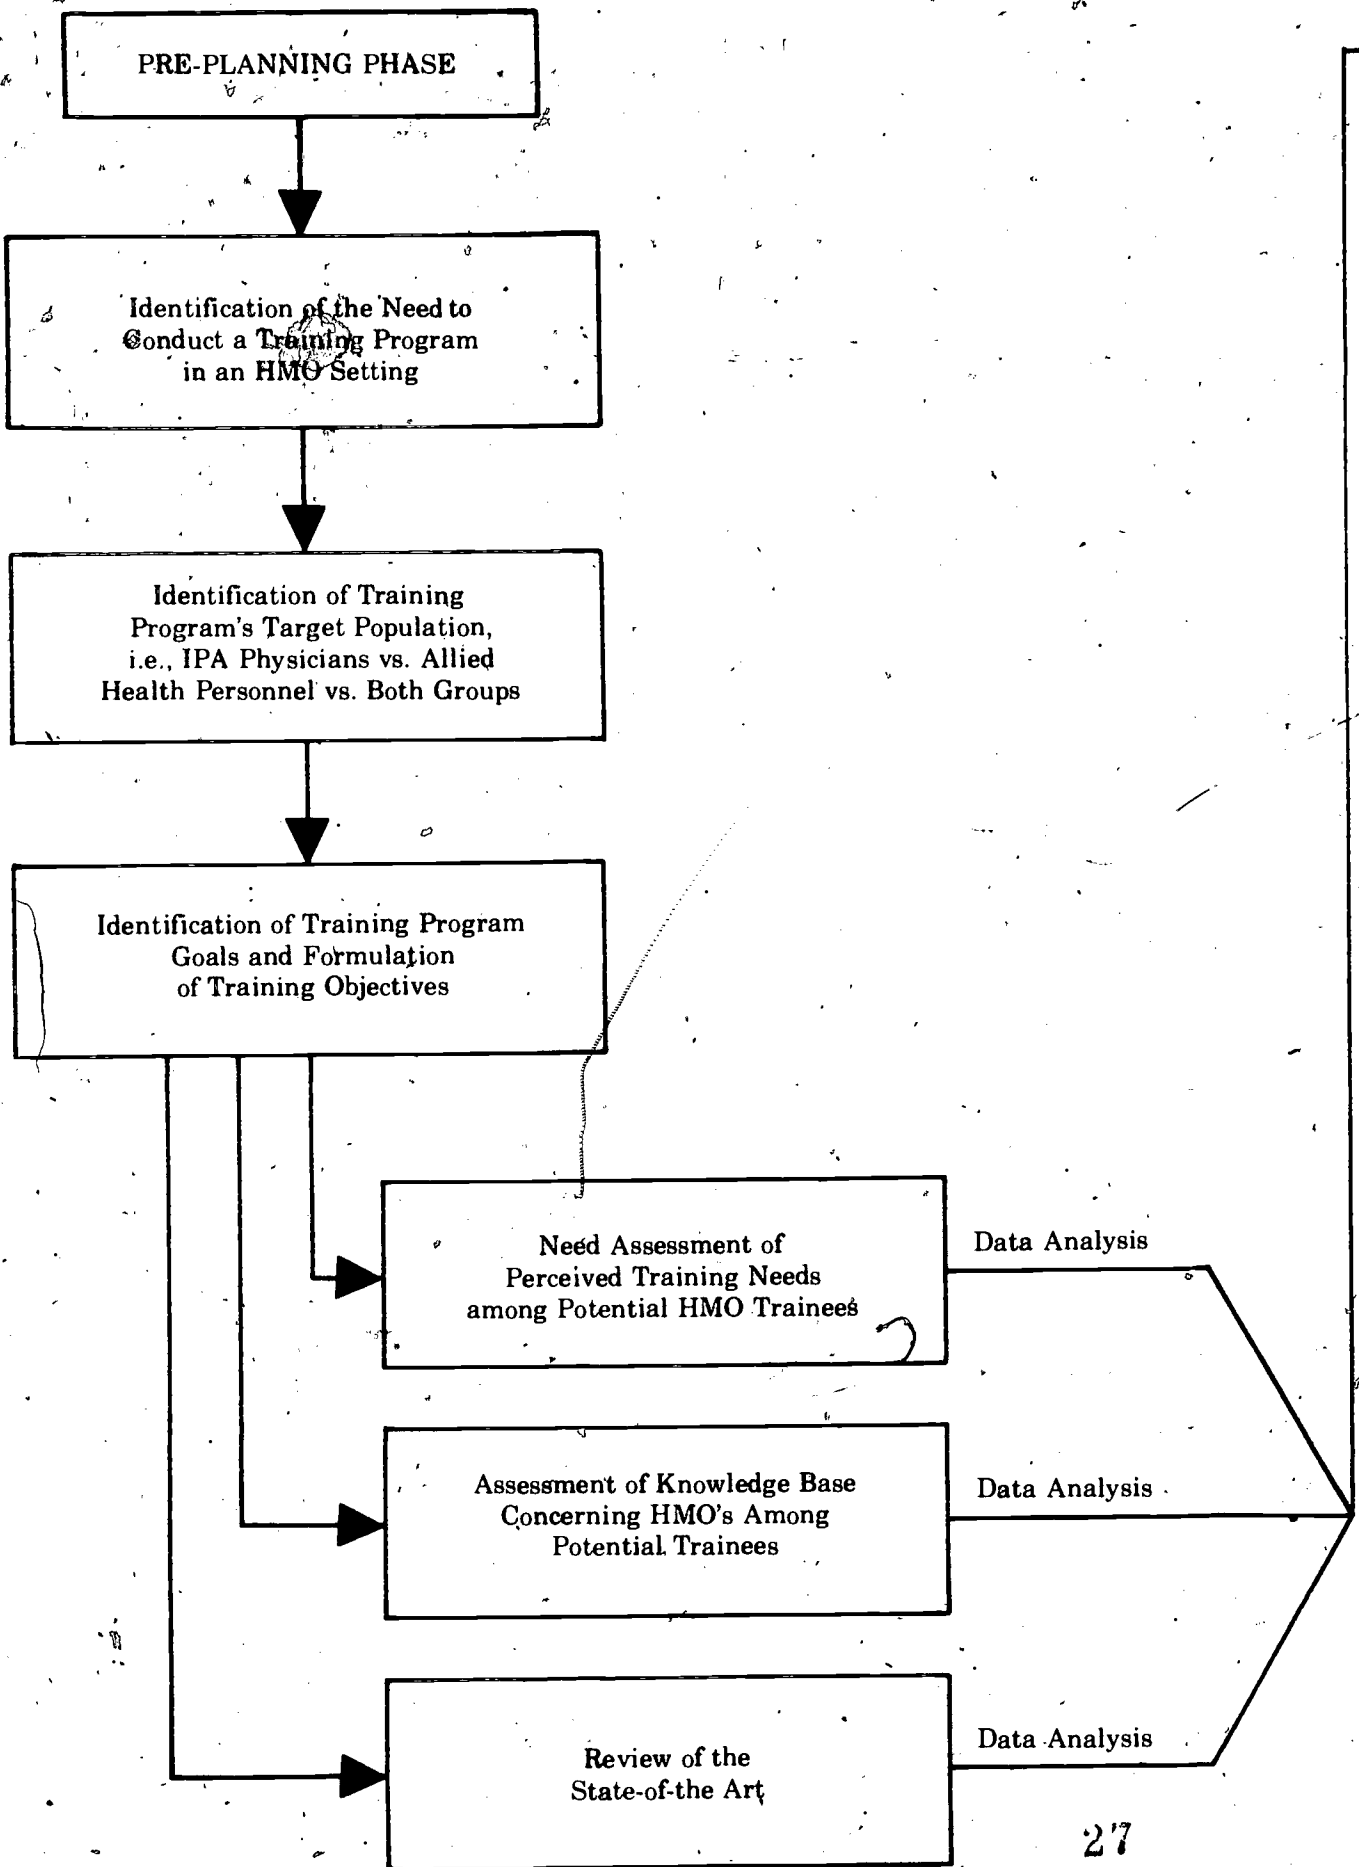 PRE-PLANNING PHASE
Identification of the Need to
Conduct a Training Program
in an HMO Setting
Identification of Training
Program's Target Population,
i.e., IPA Physicians vs. Allied
Health Personnel vs. Both Groups
Identification of Training Program
Goals and Formulation
of Training Objectives
Need Assessment of
Perceived Training Needs
among Potential HMO Trainees
Data Analysis
Assessment of Knowledge Base
Concerning HMO's Among
Potential Trainees
Data Analysis
Review of the
State-of-the Art
Data Analysis
27